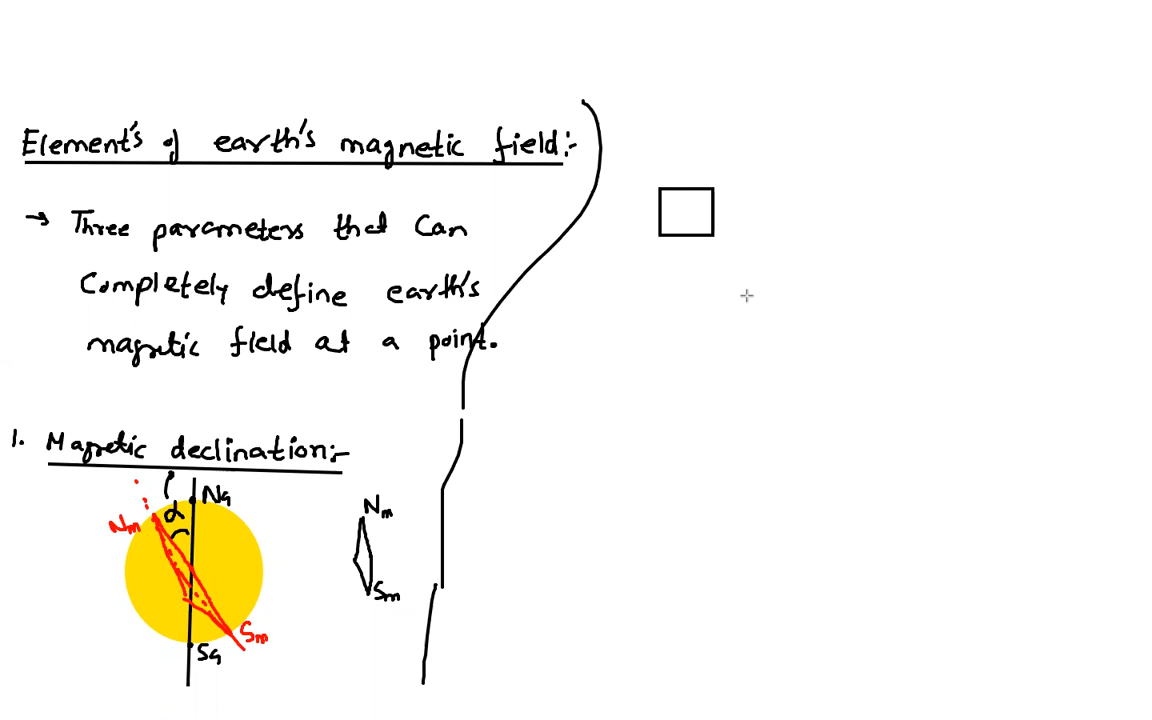 Element's of earth's magnetic field:-
→ Three parameters that can
completely define earth's
magnetic field at a point.
1. Magnetic declination:-
NG
α
Nm
Nm
Sm
Sm
SG